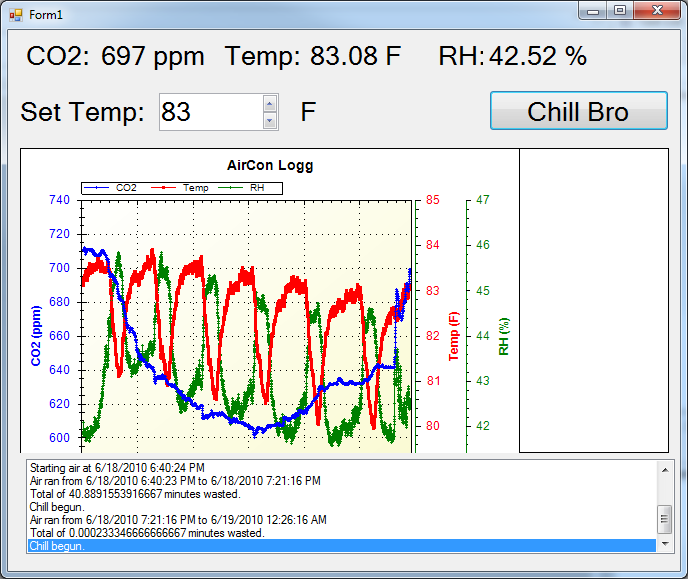 Form1
CO2: 697 ppm Temp: 83.08 F RH: 42.52 %
Set Temp: 83 F Chill Bro
AirCon Logg
CO2 Temp RH
740 85 47
720 84 46
700 83 45
680 82 44
660 81 43
640 80 42
620
600
CO2 (ppm)
Temp (F)
RH (%)
Starting air at 6/18/2010 6:40:24 PM
Air ran from 6/18/2010 6:40:23 PM to 6/18/2010 7:21:16 PM
Total of 40.8891553916667 minutes wasted.
Chill begun.
Air ran from 6/18/2010 7:21:16 PM to 6/19/2010 12:26:16 AM
Total of 0.000233346666666667 minutes wasted.
Chill begun.